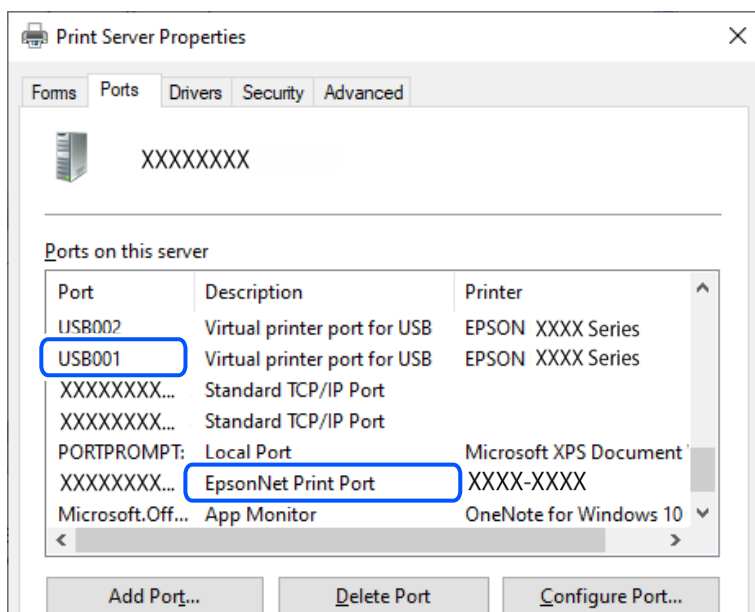 Print Server Properties
Forms Ports Drivers Security Advanced
XXXXXXXX
Ports on this server
Port Description Printer
USB002 Virtual printer port for USB EPSON XXXX Series
USB001 Virtual printer port for USB EPSON XXXX Series
XXXXXXXX... Standard TCP/IP Port
XXXXXXXX... Standard TCP/IP Port
PORTPROMPT: Local Port Microsoft XPS Document
XXXXXXXX... EpsonNet Print Port XXXX-XXXX
Microsoft.Off... App Monitor OneNote for Windows 10
Add Port... Delete Port Configure Port...